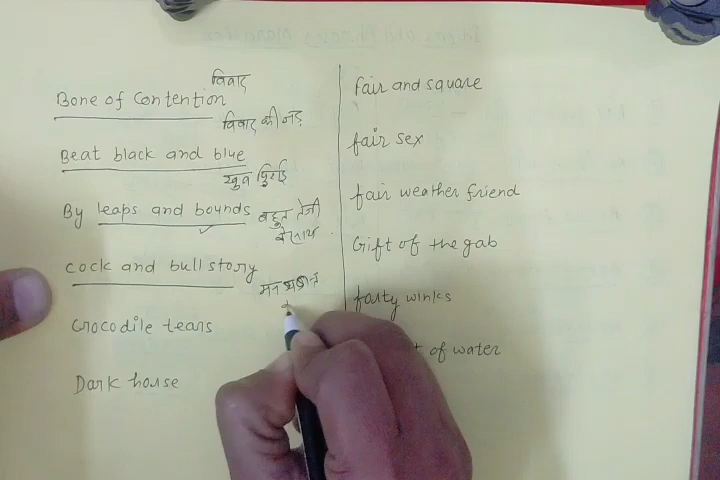 विवाद
Bone of Contention
विवाद की जड़
Beat black and blue
खुब पिटाई
By leaps and bounds बहुत तेजी
से
Cock and bull story
Crocodile tears
Dark horse
Fair and square
fair sex
fair weather friend
Gift of the gab
forty winks
of water